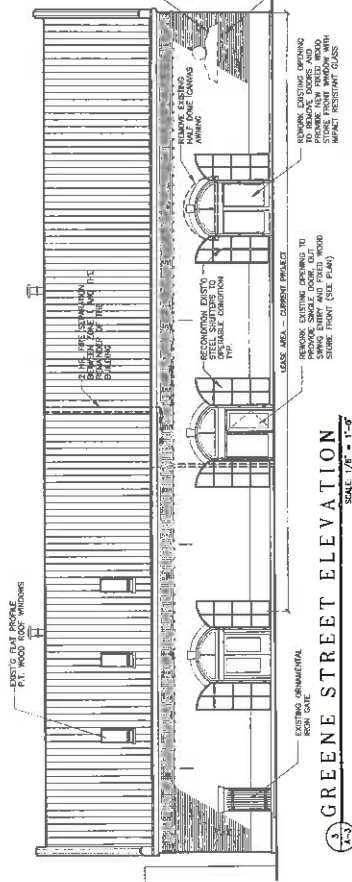 EXIST'G FLAT PROFILE
P.T. WOOD ROOF WINDOWS
2 HR. FIRE SEPARATION
BETWEEN ZONE 1 AND THE
REMAINDER OF THE
BUILDING
REMOVE EXISTING
HALF DOME CANVAS
AWNING
RECONDITION EXIST'G
STEEL SHUTTERS TO
OPERABLE CONDITION
TYP.
LEASE AREA - CURRENT PROJECT
EXISTING ORNAMENTAL
IRON GATE
REWORK EXISTING OPENING TO
PROVIDE SINGLE DOOR, OUT
SWING ENTRY AND FIXED WOOD
STORE FRONT (SEE PLAN)
REWORK EXISTING OPENING
TO REMOVE DOORS AND
PROVIDE NEW FIXED WOOD
STORE FRONT WINDOW WITH
IMPACT RESISTANT GLASS
3
A-3
GREENE STREET ELEVATION
SCALE: 1/8" = 1'-0"